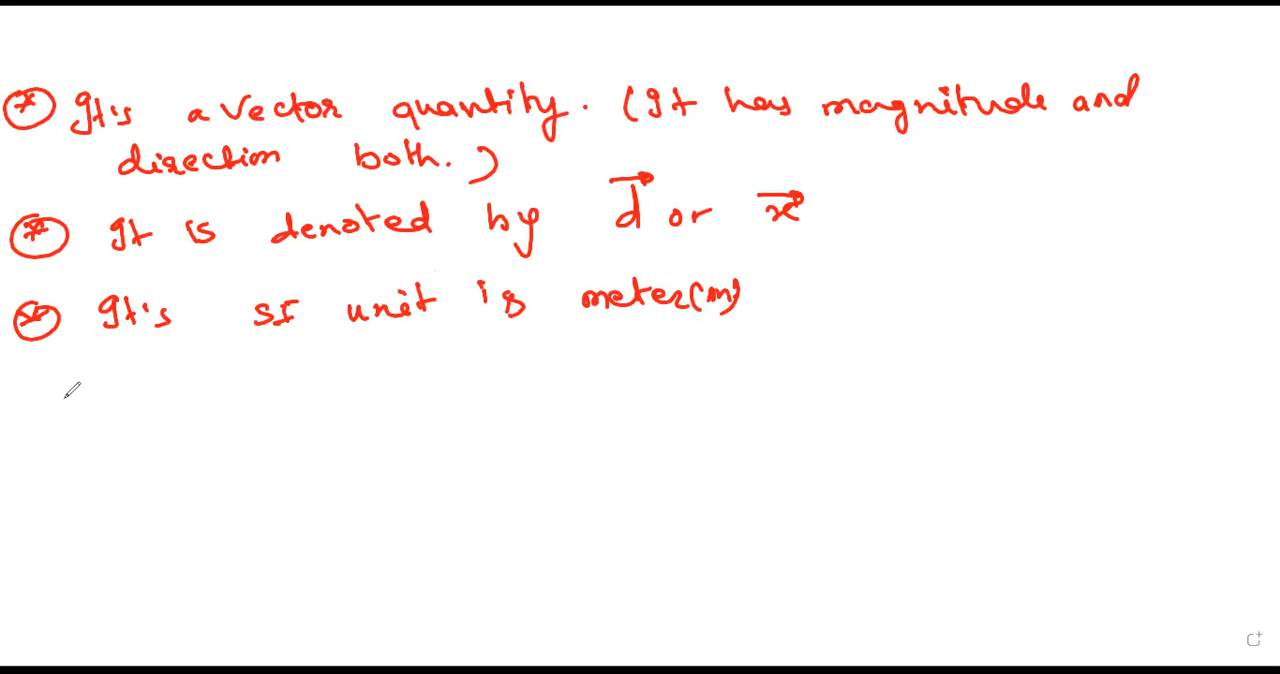 * It's a vector quantity. (It has magnitude and
direction both.)
* It is denoted by d⃗ or x⃗
* It's SI unit is meter(m)